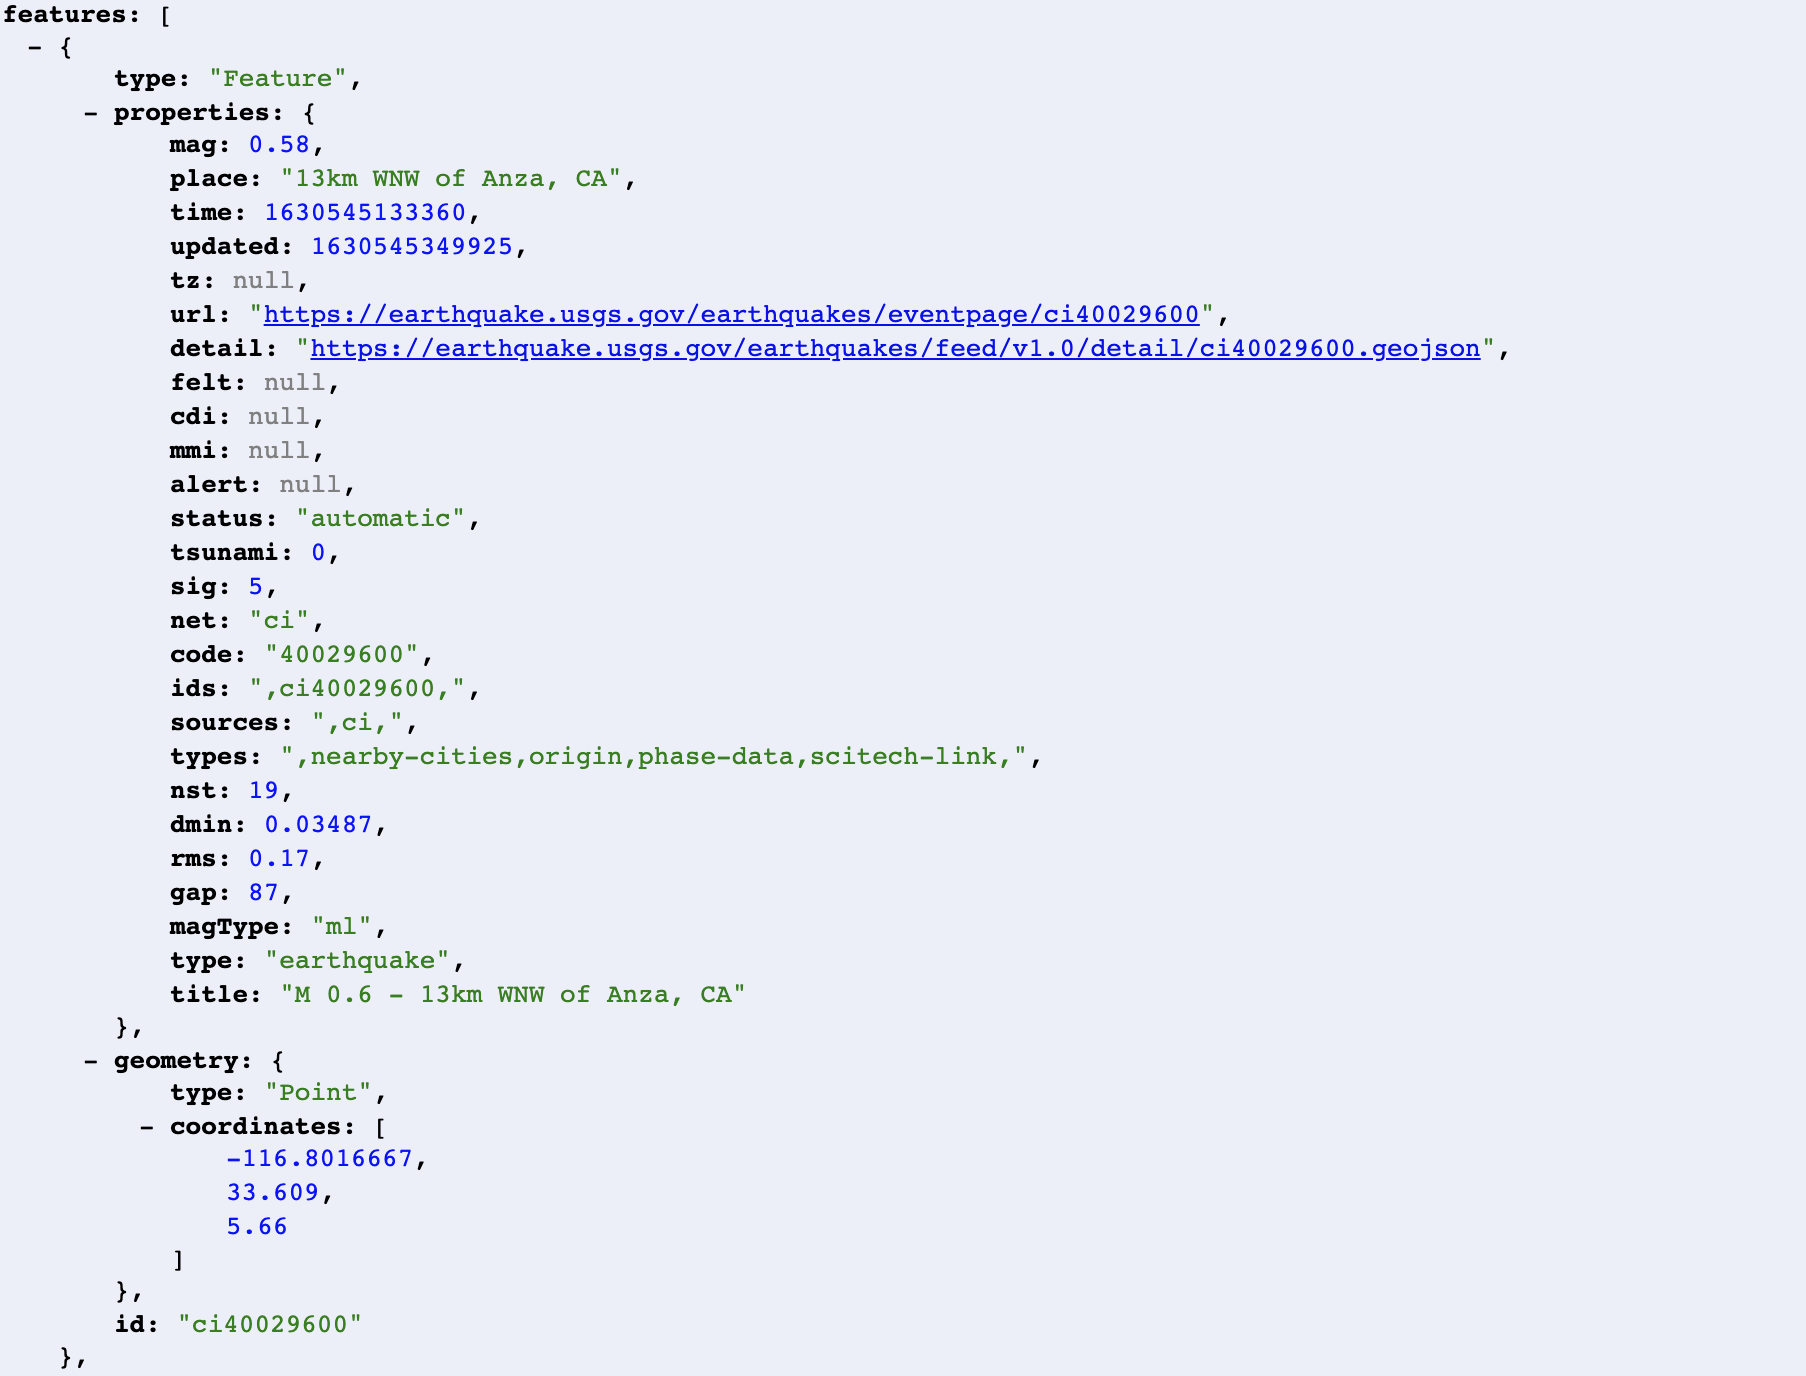 features: [
- {
type: "Feature",
- properties: {
mag: 0.58,
place: "13km WNW of Anza, CA",
time: 1630545133360,
updated: 1630545349925,
tz: null,
url: "https://earthquake.usgs.gov/earthquakes/eventpage/ci40029600",
detail: "https://earthquake.usgs.gov/earthquakes/feed/v1.0/detail/ci40029600.geojson",
felt: null,
cdi: null,
mmi: null,
alert: null,
status: "automatic",
tsunami: 0,
sig: 5,
net: "ci",
code: "40029600",
ids: ",ci40029600,",
sources: ",ci,",
types: ",nearby-cities,origin,phase-data,scitech-link,",
nst: 19,
dmin: 0.03487,
rms: 0.17,
gap: 87,
magType: "ml",
type: "earthquake",
title: "M 0.6 - 13km WNW of Anza, CA"
},
- geometry: {
type: "Point",
- coordinates: [
-116.8016667,
33.609,
5.66
]
},
id: "ci40029600"
},